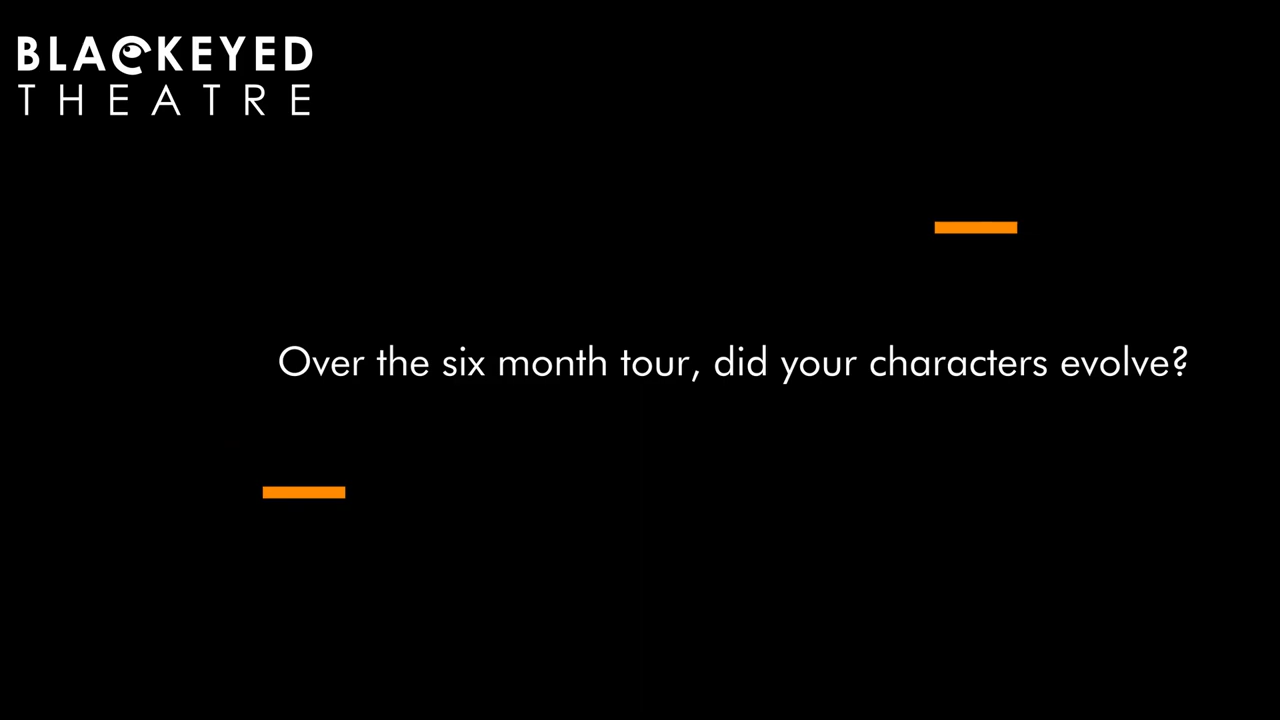 BLACKEYED
THEATRE
Over the six month tour, did your characters evolve?